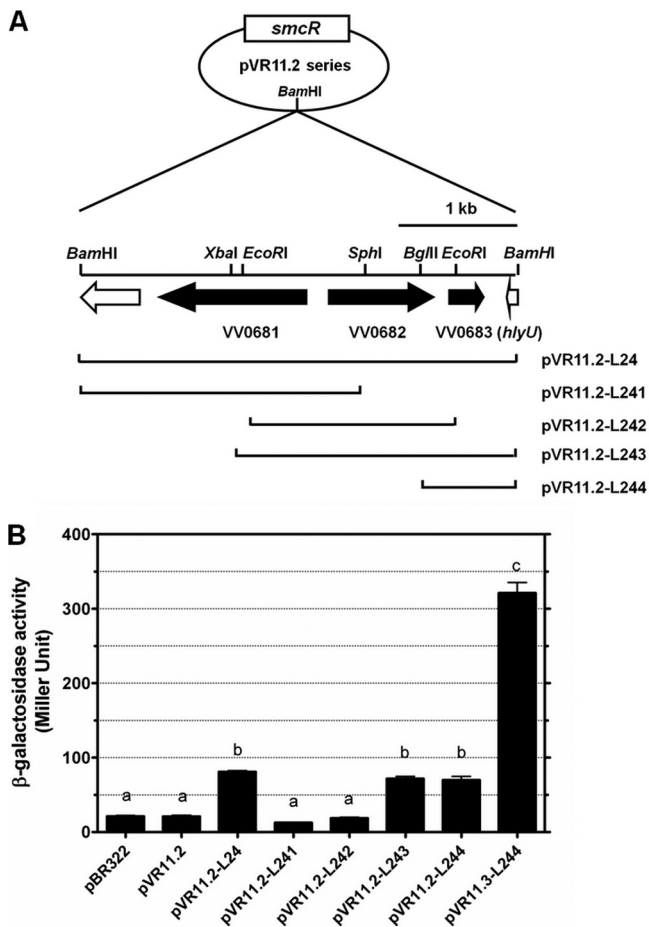 A
smcR
pVR11.2 series
BamHI
1 kb
BamHI XbaI EcoRI SphI BglII EcoRI BamHI
VV0681 VV0682 VV0683 (hlyU)
pVR11.2-L24
pVR11.2-L241
pVR11.2-L242
pVR11.2-L243
pVR11.2-L244
B
β-galactosidase activity
(Miller Unit)
400
300
200
100
0
a a b a a b b c
pBR322
pVR11.2
pVR11.2-L24
pVR11.2-L241
pVR11.2-L242
pVR11.2-L243
pVR11.2-L244
pVR11.3-L244